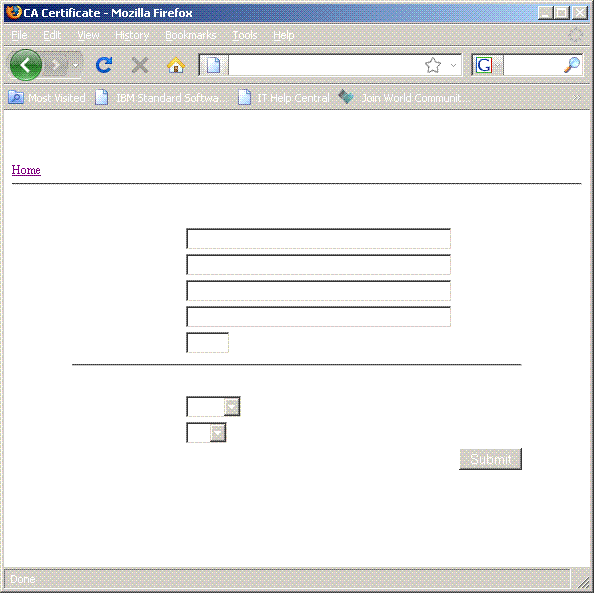 CA Certificate - Mozilla Firefox
File Edit View History Bookmarks Tools Help
G
Most Visited IBM Standard Softwa... IT Help Central Join World Communit...
Home
Submit
Done